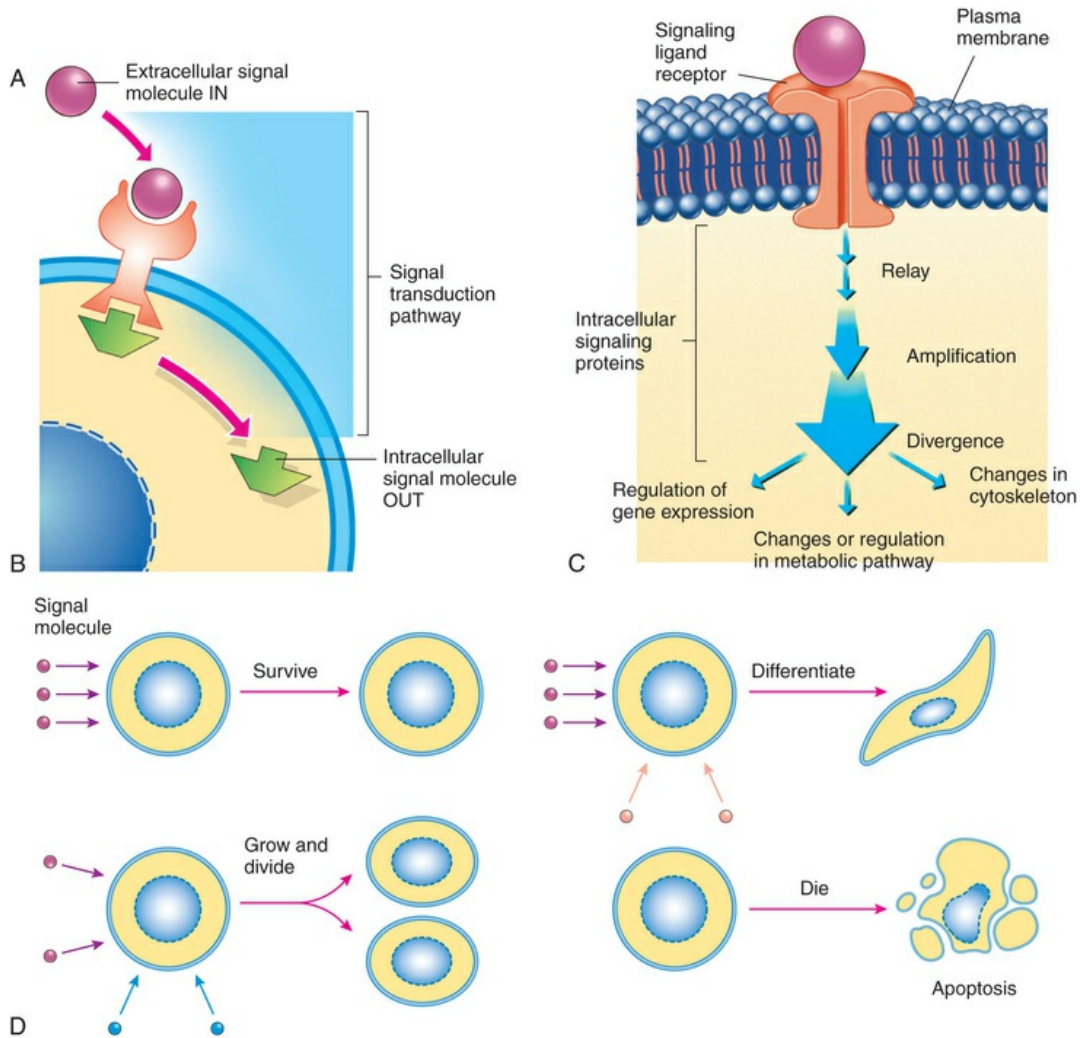 A
Extracellular signal
molecule IN
Signal
transduction
pathway
Intracellular
signal molecule
OUT
B
Signaling
ligand
receptor
Plasma
membrane
Relay
Intracellular
signaling
proteins
Amplification
Divergence
Regulation of
gene expression
Changes in
cytoskeleton
Changes or regulation
in metabolic pathway
C
Signal
molecule
Survive
Differentiate
Grow and
divide
Die
Apoptosis
D